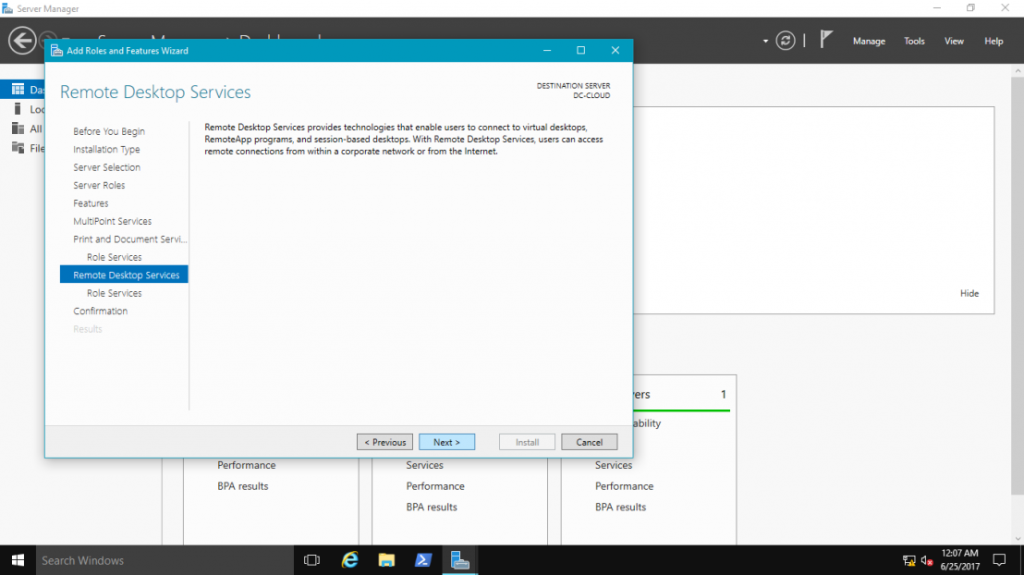 Server Manager
Manage
Tools
View
Help
Add Roles and Features Wizard
Remote Desktop Services
DESTINATION SERVER
DC-CLOUD
Before You Begin
Installation Type
Server Selection
Server Roles
Features
MultiPoint Services
Print and Document Servi...
Role Services
Remote Desktop Services
Role Services
Confirmation
Results
Remote Desktop Services provides technologies that enable users to connect to virtual desktops,
RemoteApp programs, and session-based desktops. With Remote Desktop Services, users can access
remote connections from within a corporate network or from the Internet.
< Previous
Next >
Install
Cancel
Das
Loc
All
File
Hide
vers
1
ability
Performance
BPA results
Services
Performance
BPA results
Services
Performance
BPA results
Search Windows
12:07 AM
6/25/2017